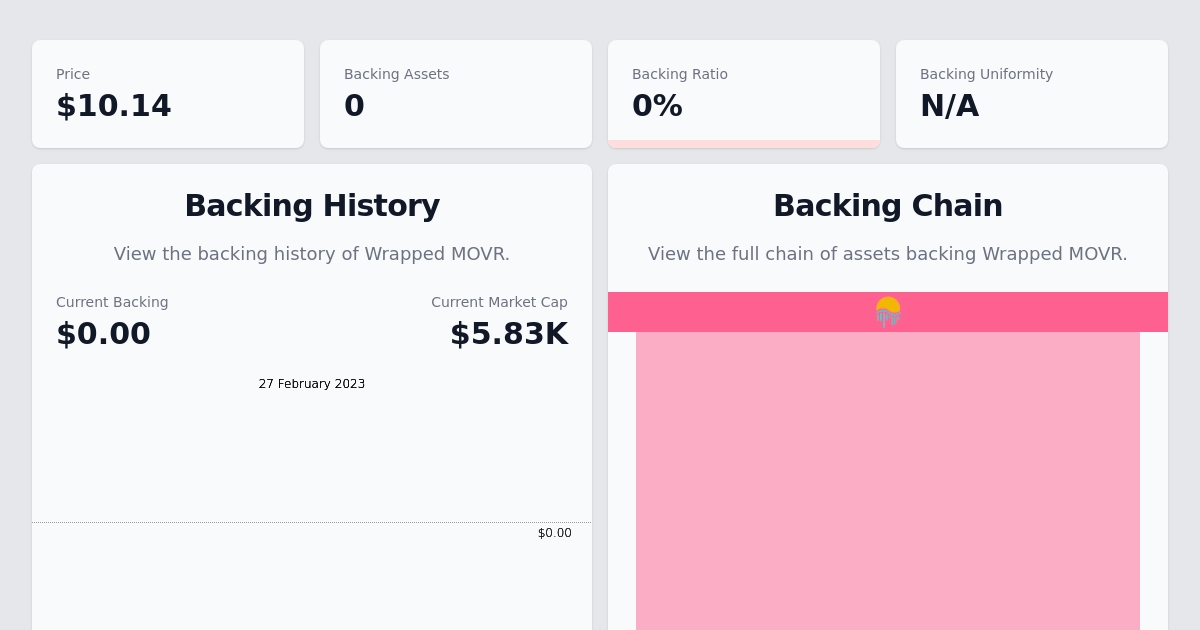 Price
$10.14
Backing Assets
0
Backing Ratio
0%
Backing Uniformity
N/A
Backing History
View the backing history of Wrapped MOVR.
Current Backing
$0.00
Current Market Cap
$5.83K
27 February 2023
$0.00
Backing Chain
View the full chain of assets backing Wrapped MOVR.